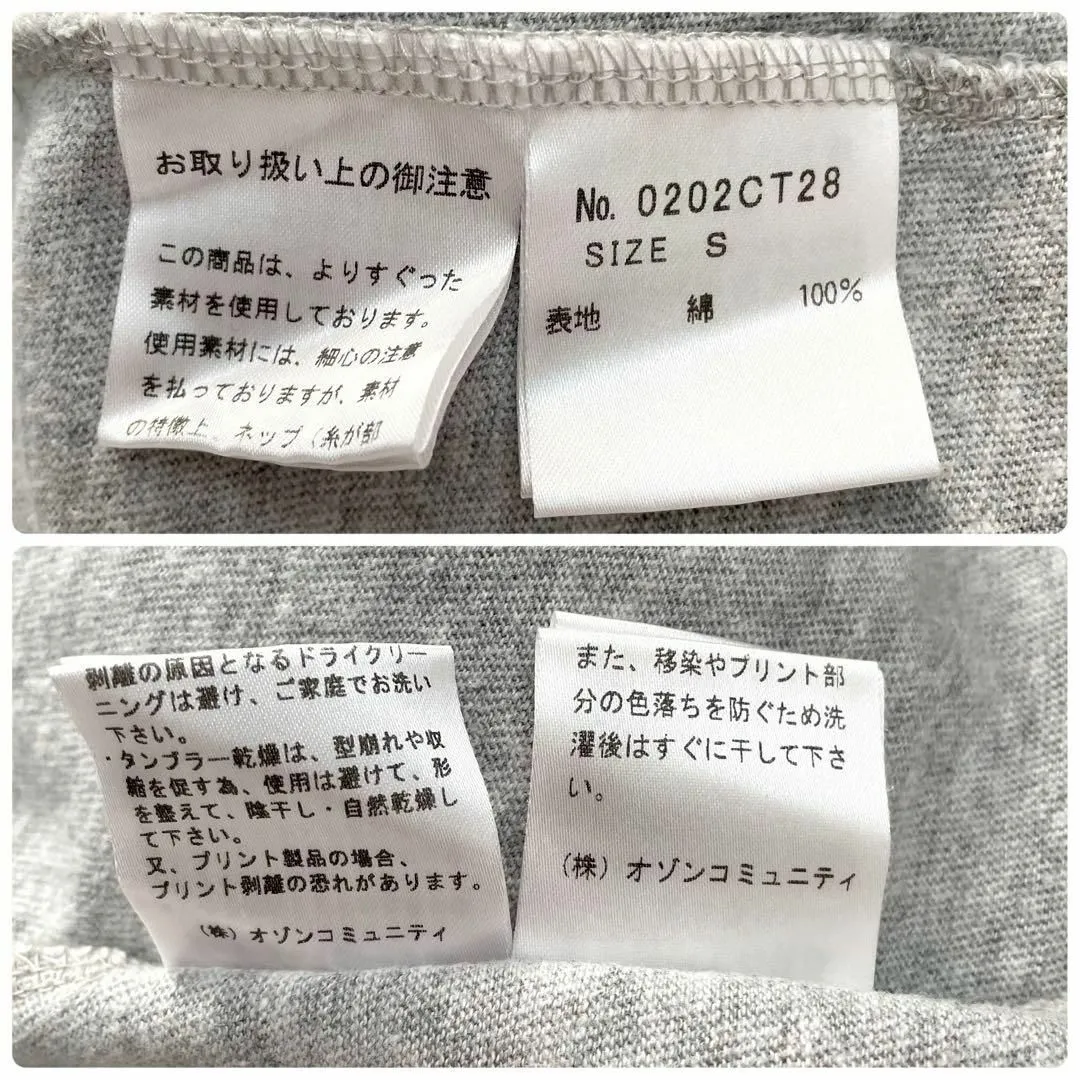 お取り扱い上の御注意
この商品は、よりすぐった
素材を使用しております。
使用素材には、細心の注意
を払っておりますが、素材
の特徴上、ネップ（糸が部
No. 0202CT28
SIZE S
表地 綿 100%
剥離の原因となるドライクリー
ニングは避け、ご家庭でお洗い
下さい。
・タンブラー乾燥は、型崩れや収
縮を促す為、使用は避けて、形
を整えて、陰干し・自然乾燥し
て下さい。
又、プリント製品の場合、
プリント剥離の恐れがあります。
（株）オゾンコミュニティ
また、移染やプリント部
分の色落ちを防ぐため洗
濯後はすぐに干して下さ
い。
（株）オゾンコミュニティ